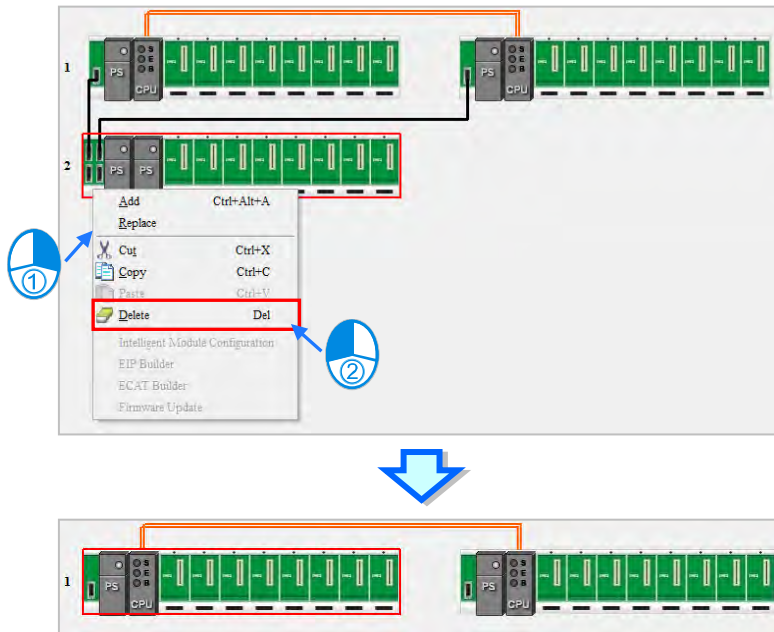 1
PS
CPU
S
E
B
PS
CPU
S
E
B
2
PS
PS
Add Ctrl+Alt+A
Replace
Cut Ctrl+X
Copy Ctrl+C
Paste Ctrl+V
Delete Del
Intelligent Module Configuration
EIP Builder
ECAT Builder
Firmware Update
①
②
1
PS
CPU
S
E
B
PS
CPU
S
E
B